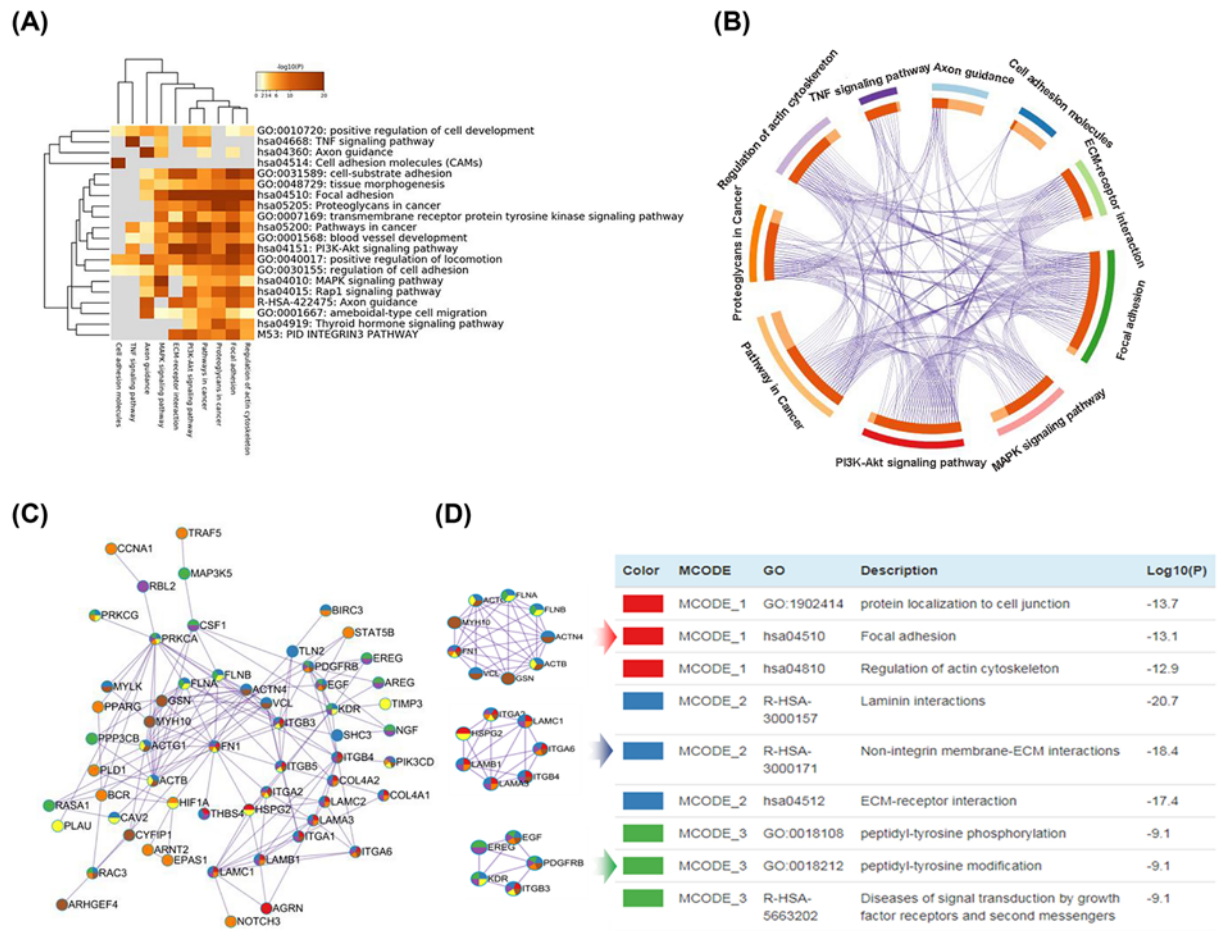 (A)
-log10(P)
0 2 3 4 6 10 20
GO:0010720: positive regulation of cell development
hsa04668: TNF signaling pathway
hsa04360: Axon guidance
hsa04514: Cell adhesion molecules (CAMs)
GO:0031589: cell-substrate adhesion
GO:0048729: tissue morphogenesis
hsa04510: Focal adhesion
hsa05205: Proteoglycans in cancer
GO:0007169: transmembrane receptor protein tyrosine kinase signaling pathway
hsa05200: Pathways in cancer
GO:0001568: blood vessel development
hsa04151: PI3K-Akt signaling pathway
GO:0040017: positive regulation of locomotion
GO:0030155: regulation of cell adhesion
hsa04010: MAPK signaling pathway
hsa04015: Rap1 signaling pathway
R-HSA-422475: Axon guidance
GO:0001667: ameboidal-type cell migration
hsa04919: Thyroid hormone signaling pathway
M53: PID INTEGRIN3 PATHWAY
Cell adhesion molecules
TNF signaling pathway
Axon guidance
MAPK signaling pathway
ECM-receptor interaction
PI3K-Akt signaling pathway
Pathways in cancer
Proteoglycans in cancer
Focal adhesion
Regulation of actin cytoskeleton
(B)
TNF signaling pathway
Axon guidance
Cell adhesion molecules
ECM-receptor interaction
Focal adhesion
MAPK signaling pathway
PI3K-Akt signaling pathway
Pathway in Cancer
Proteoglycans in Cancer
Regulation of actin cytoskereton
(C)
TRAF5
CCNA1
MAP3K5
RBL2
PRKCG
CSF1
BIRC3
PRKCA
STAT5B
TLN2
EREG
PDGFRB
FLNB
FLNA
ACTN4
EGF
AREG
MYLK
GSN
VCL
KDR
TIMP3
PPARG
MYH10
ITGB3
NGF
PPP3CB
ACTG1
FN1
SHC3
ITGB4
PIK3CD
PLD1
ACTB
ITGB5
COL4A2
BCR
ITGA2
COL4A1
RASA1
HIF1A
THBS4
HSPG2
LAMC2
PLAU
CAV2
LAMA3
CYFIP1
ITGA1
ARNT2
EPAS1
LAMB1
ITGA6
RAC3
LAMC1
ARHGEF4
AGRN
NOTCH3
(D)
FLNA
FLNB
MYH10
ACTN4
FN1
ACTB
VCL
GSN
LAMC1
HSPG2
ITGA6
LAMB1
ITGB4
LAMA3
EGF
EREG
PDGFRB
KDR
ITGB3
Color MCODE GO Description Log10(P)
MCODE_1 GO:1902414 protein localization to cell junction -13.7
MCODE_1 hsa04510 Focal adhesion -13.1
MCODE_1 hsa04810 Regulation of actin cytoskeleton -12.9
MCODE_2 R-HSA- Laminin interactions -20.7
3000157
MCODE_2 R-HSA- Non-integrin membrane-ECM interactions -18.4
3000171
MCODE_2 hsa04512 ECM-receptor interaction -17.4
MCODE_3 GO:0018108 peptidyl-tyrosine phosphorylation -9.1
MCODE_3 GO:0018212 peptidyl-tyrosine modification -9.1
MCODE_3 R-HSA- Diseases of signal transduction by growth -9.1
5663202 factor receptors and second messengers